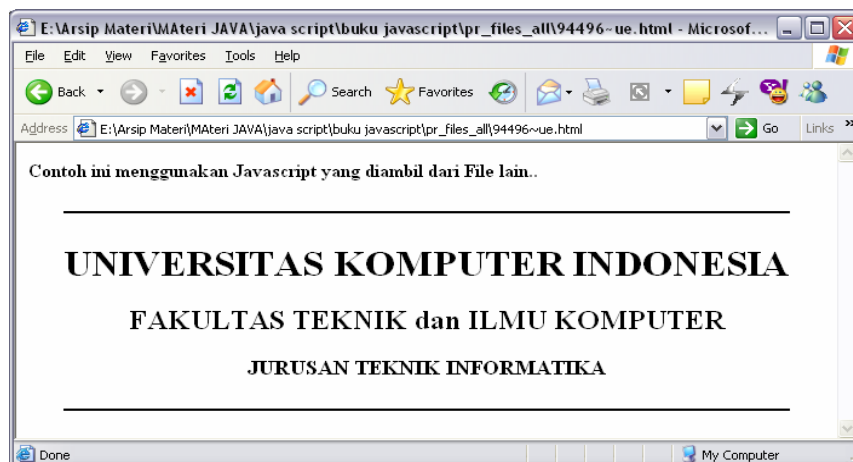 E:\Arsip Materi\MAteri JAVA\java script\buku javascript\pr_files_all\94496~ue.html - Microsof...
File Edit View Favorites Tools Help
Back Search Favorites
Address E:\Arsip Materi\MAteri JAVA\java script\buku javascript\pr_files_all\94496~ue.html Go Links »
Contoh ini menggunakan Javascript yang diambil dari File lain..
UNIVERSITAS KOMPUTER INDONESIA
FAKULTAS TEKNIK dan ILMU KOMPUTER
JURUSAN TEKNIK INFORMATIKA
Done My Computer